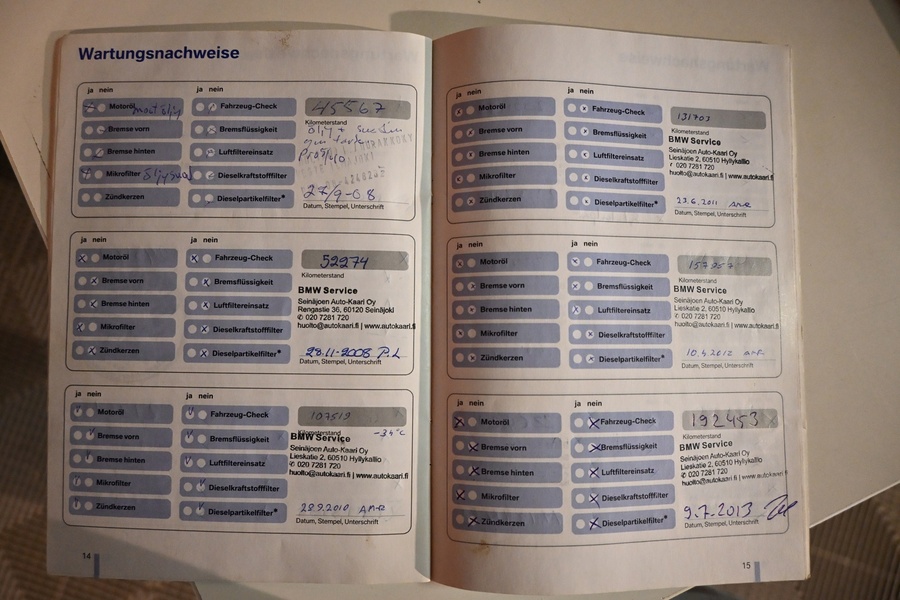 Wartungsnachweise
ja nein
Motoröl
Bremse vorn
Bremse hinten
Mikrofilter
Zündkerzen
ja nein
Fahrzeug-Check
Bremsflüssigkeit
Luftfiltereinsatz
Dieselkraftstofffilter
Dieselpartikelfilter*
45567
Kilometerstand
27/9-08
Datum, Stempel, Unterschrift
ja nein
Motoröl
Bremse vorn
Bremse hinten
Mikrofilter
Zündkerzen
ja nein
Fahrzeug-Check
Bremsflüssigkeit
Luftfiltereinsatz
Dieselkraftstofffilter
Dieselpartikelfilter*
52274
Kilometerstand
BMW Service
Seinäjoen Auto-Kaari Oy
Rengastie 36, 60120 Seinäjoki
✆ 020 7281 720
huolto@autokaari.fi | www.autokaari.fi
28.11-2008 P.L
Datum, Stempel, Unterschrift
ja nein
Motoröl
Bremse vorn
Bremse hinten
Mikrofilter
Zündkerzen
ja nein
Fahrzeug-Check
Bremsflüssigkeit
Luftfiltereinsatz
Dieselkraftstofffilter
Dieselpartikelfilter*
107519
Kilometerstand
BMW Service
Seinäjoen Auto-Kaari Oy
Lieskatie 2, 60510 Hyllykallio
✆ 020 7281 720
huolto@autokaari.fi | www.autokaari.fi
28.9.2010
Datum, Stempel, Unterschrift
14
ja nein
Motoröl
Bremse vorn
Bremse hinten
Mikrofilter
Zündkerzen
ja nein
Fahrzeug-Check
Bremsflüssigkeit
Luftfiltereinsatz
Dieselkraftstofffilter
Dieselpartikelfilter*
131703
Kilometerstand
BMW Service
Seinäjoen Auto-Kaari Oy
Lieskatie 2, 60510 Hyllykallio
✆ 020 7281 720
huolto@autokaari.fi | www.autokaari.f
23.6.2011
Datum, Stempel, Unterschrift
ja nein
Motoröl
Bremse vorn
Bremse hinten
Mikrofilter
Zündkerzen
ja nein
Fahrzeug-Check
Bremsflüssigkeit
Luftfiltereinsatz
Dieselkraftstofffilter
Dieselpartikelfilter*
Kilometerstand
BMW Service
Seinäjoen Auto-Kaari Oy
Lieskatie 2, 60510 Hyllykallio
✆ 020 7281 720
huolto@autokaari.fi | www.autokaari.f
10.4.2012
Datum, Stempel, Unterschrift
ja nein
Motoröl
Bremse vorn
Bremse hinten
Mikrofilter
Zündkerzen
ja nein
Fahrzeug-Check
Bremsflüssigkeit
Luftfiltereinsatz
Dieselkraftstofffilter
Dieselpartikelfilter*
192453
Kilometerstand
BMW Service
Seinäjoen Auto-Kaari Oy
Lieskatie 2, 60510 Hyllykallio
✆ 020 7281 720
huolto@autokaari.fi | www.autokaari.f
9.7.2013
Datum, Stempel, Unterschrift
15